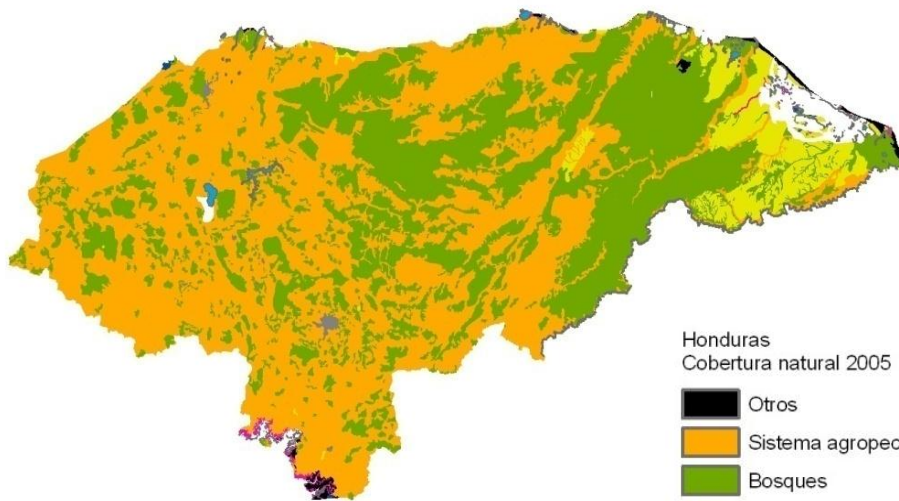 Honduras
Cobertura natural 2005
Otros
Sistema agropec
Bosques